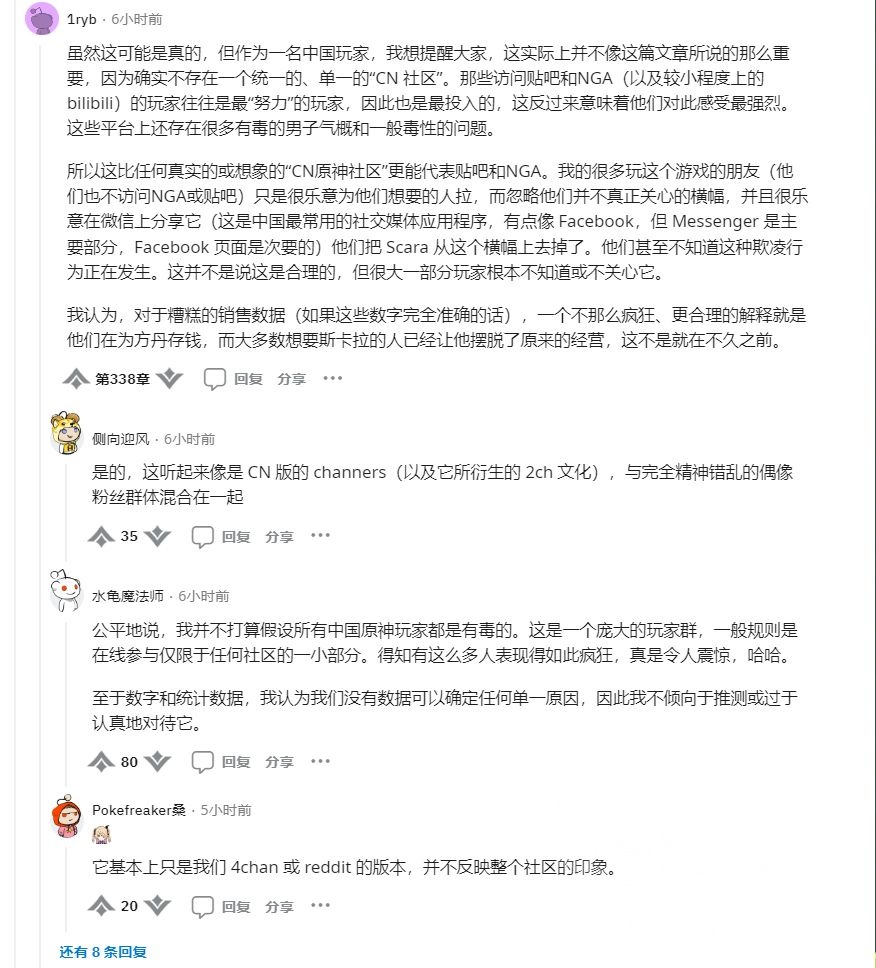 1ryb · 6小时前
虽然这可能是真的，但作为一名中国玩家，我想提醒大家，这实际上并不像这篇文章所说的那么重
要，因为确实不存在一个统一的、单一的“CN 社区”。那些访问贴吧和NGA（以及较小程度上的
bilibili）的玩家往往是最“努力”的玩家，因此也是最投入的，这反过来意味着他们对此感受最强烈。
这些平台上还存在很多有毒的男子气概和一般毒性的问题。
所以这比任何真实的或想象的“CN原神社区”更能代表贴吧和NGA。我的很多玩这个游戏的朋友（他
们也不访问NGA或贴吧）只是很乐意为他们想要的人拉，而忽略他们并不真正关心的横幅，并且很乐
意在微信上分享它（这是中国最常用的社交媒体应用程序，有点像 Facebook，但 Messenger 是主
要部分，Facebook 页面是次要的）他们把 Scara 从这个横幅上去掉了。他们甚至不知道这种欺凌行
为正在发生。这并不是说这是合理的，但很大一部分玩家根本不知道或不关心它。
我认为，对于糟糕的销售数据（如果这些数字完全准确的话），一个不那么疯狂、更合理的解释就是
他们在为方丹存钱，而大多数想要斯卡拉的人已经让他摆脱了原来的经营，这不是就在不久之前。
第338章 回复 分享 ···
侧向迎风 · 6小时前
是的，这听起来像是 CN 版的 channers（以及它所衍生的 2ch 文化），与完全精神错乱的偶像
粉丝群体混合在一起
35 回复 分享 ···
水龟魔法师 · 6小时前
公平地说，我并不打算假设所有中国原神玩家都是有毒的。这是一个庞大的玩家群，一般规则是
在线参与仅限于任何社区的一小部分。得知有这么多人表现得如此疯狂，真是令人震惊，哈哈。
至于数字和统计数据，我认为我们没有数据可以确定任何单一原因，因此我不倾向于推测或过于
认真地对待它。
80 回复 分享 ···
Pokefreaker桑 · 5小时前
它基本上只是我们 4chan 或 reddit 的版本，并不反映整个社区的印象。
20 回复 分享 ···
还有 8 条回复